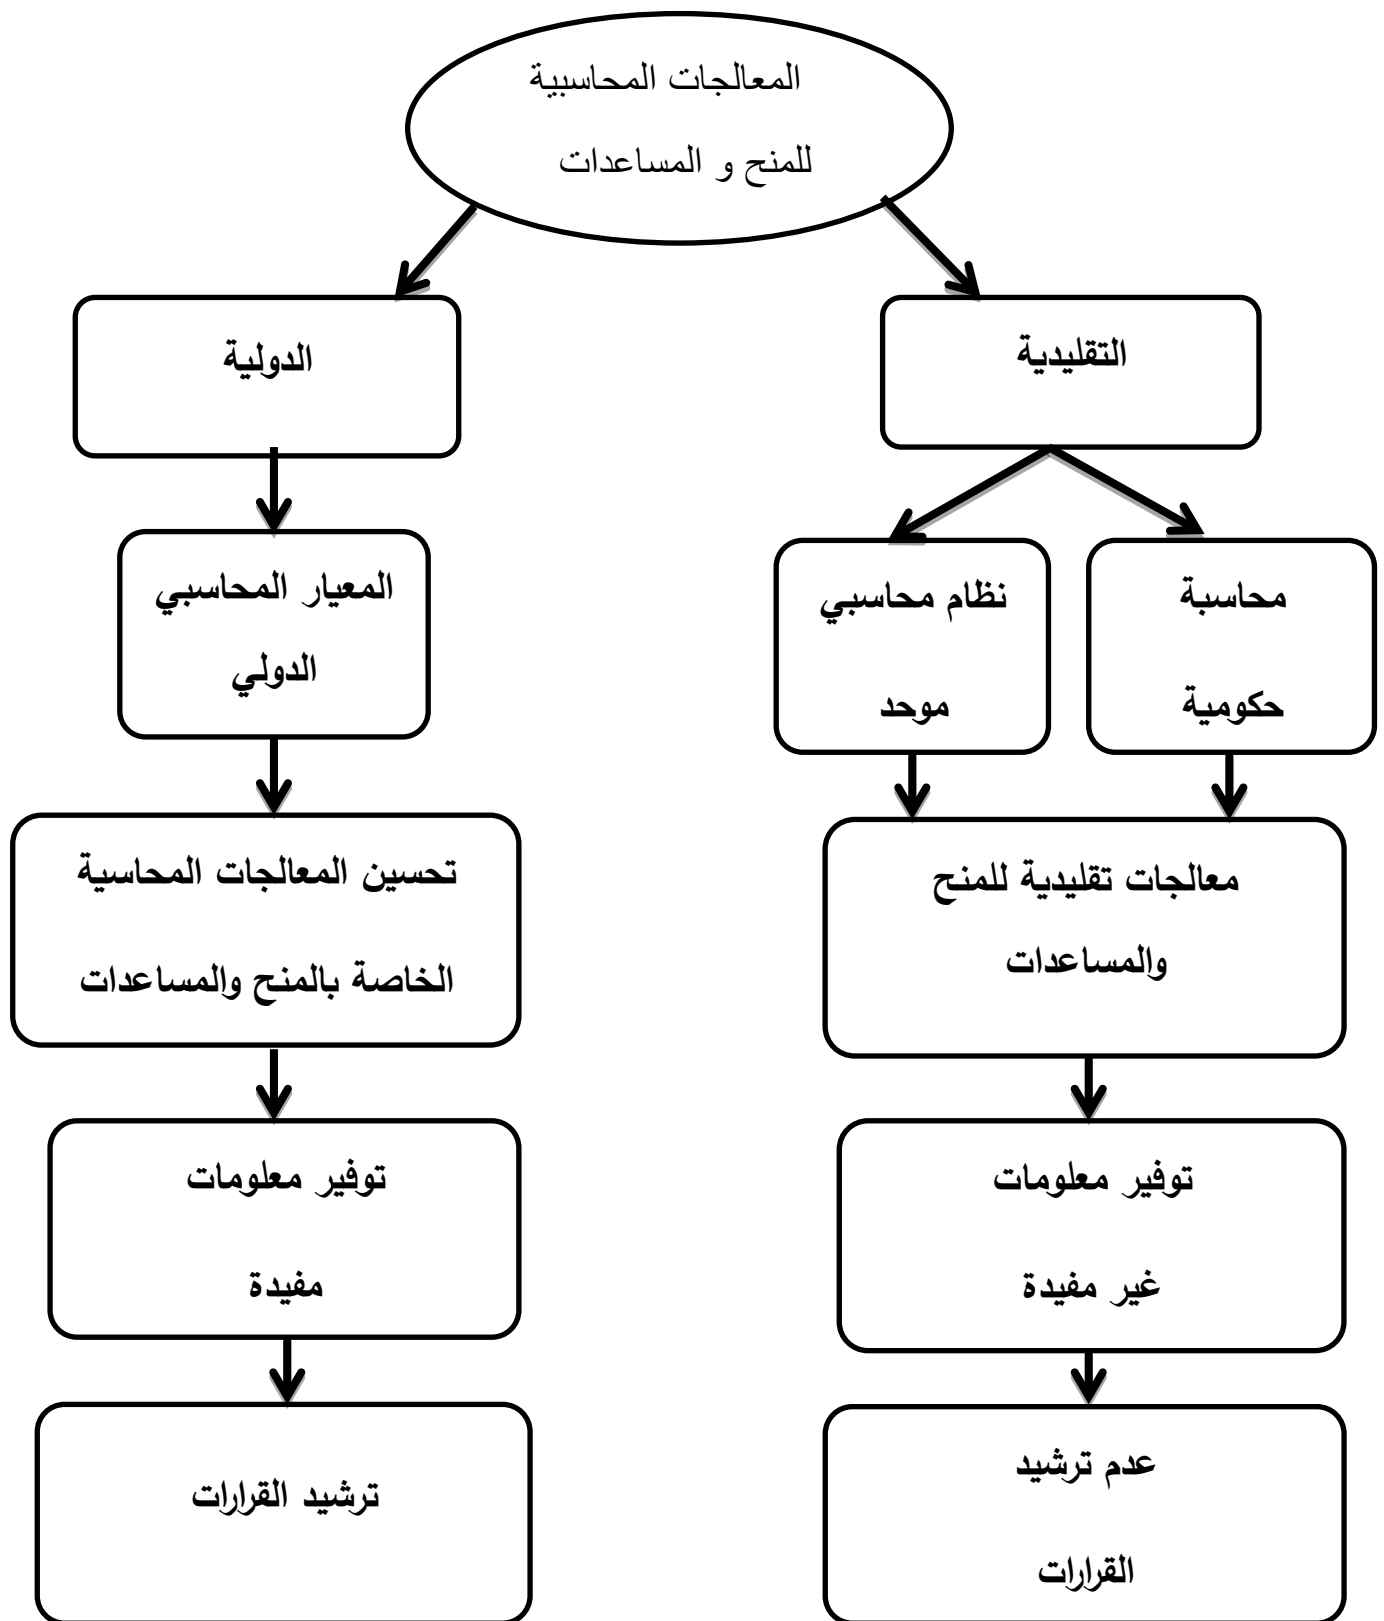 المعالجات المحاسبية
للمنح و المساعدات
التقليدية
الدولية
محاسبة
حكومية
نظام محاسبي
موحد
المعيار المحاسبي
الدولي
معالجات تقليدية للمنح
والمساعدات
تحسين المعالجات المحاسية
الخاصة بالمنح والمساعدات
توفير معلومات
غير مفيدة
توفير معلومات
مفيدة
عدم ترشيد
القرارات
ترشيد القرارات